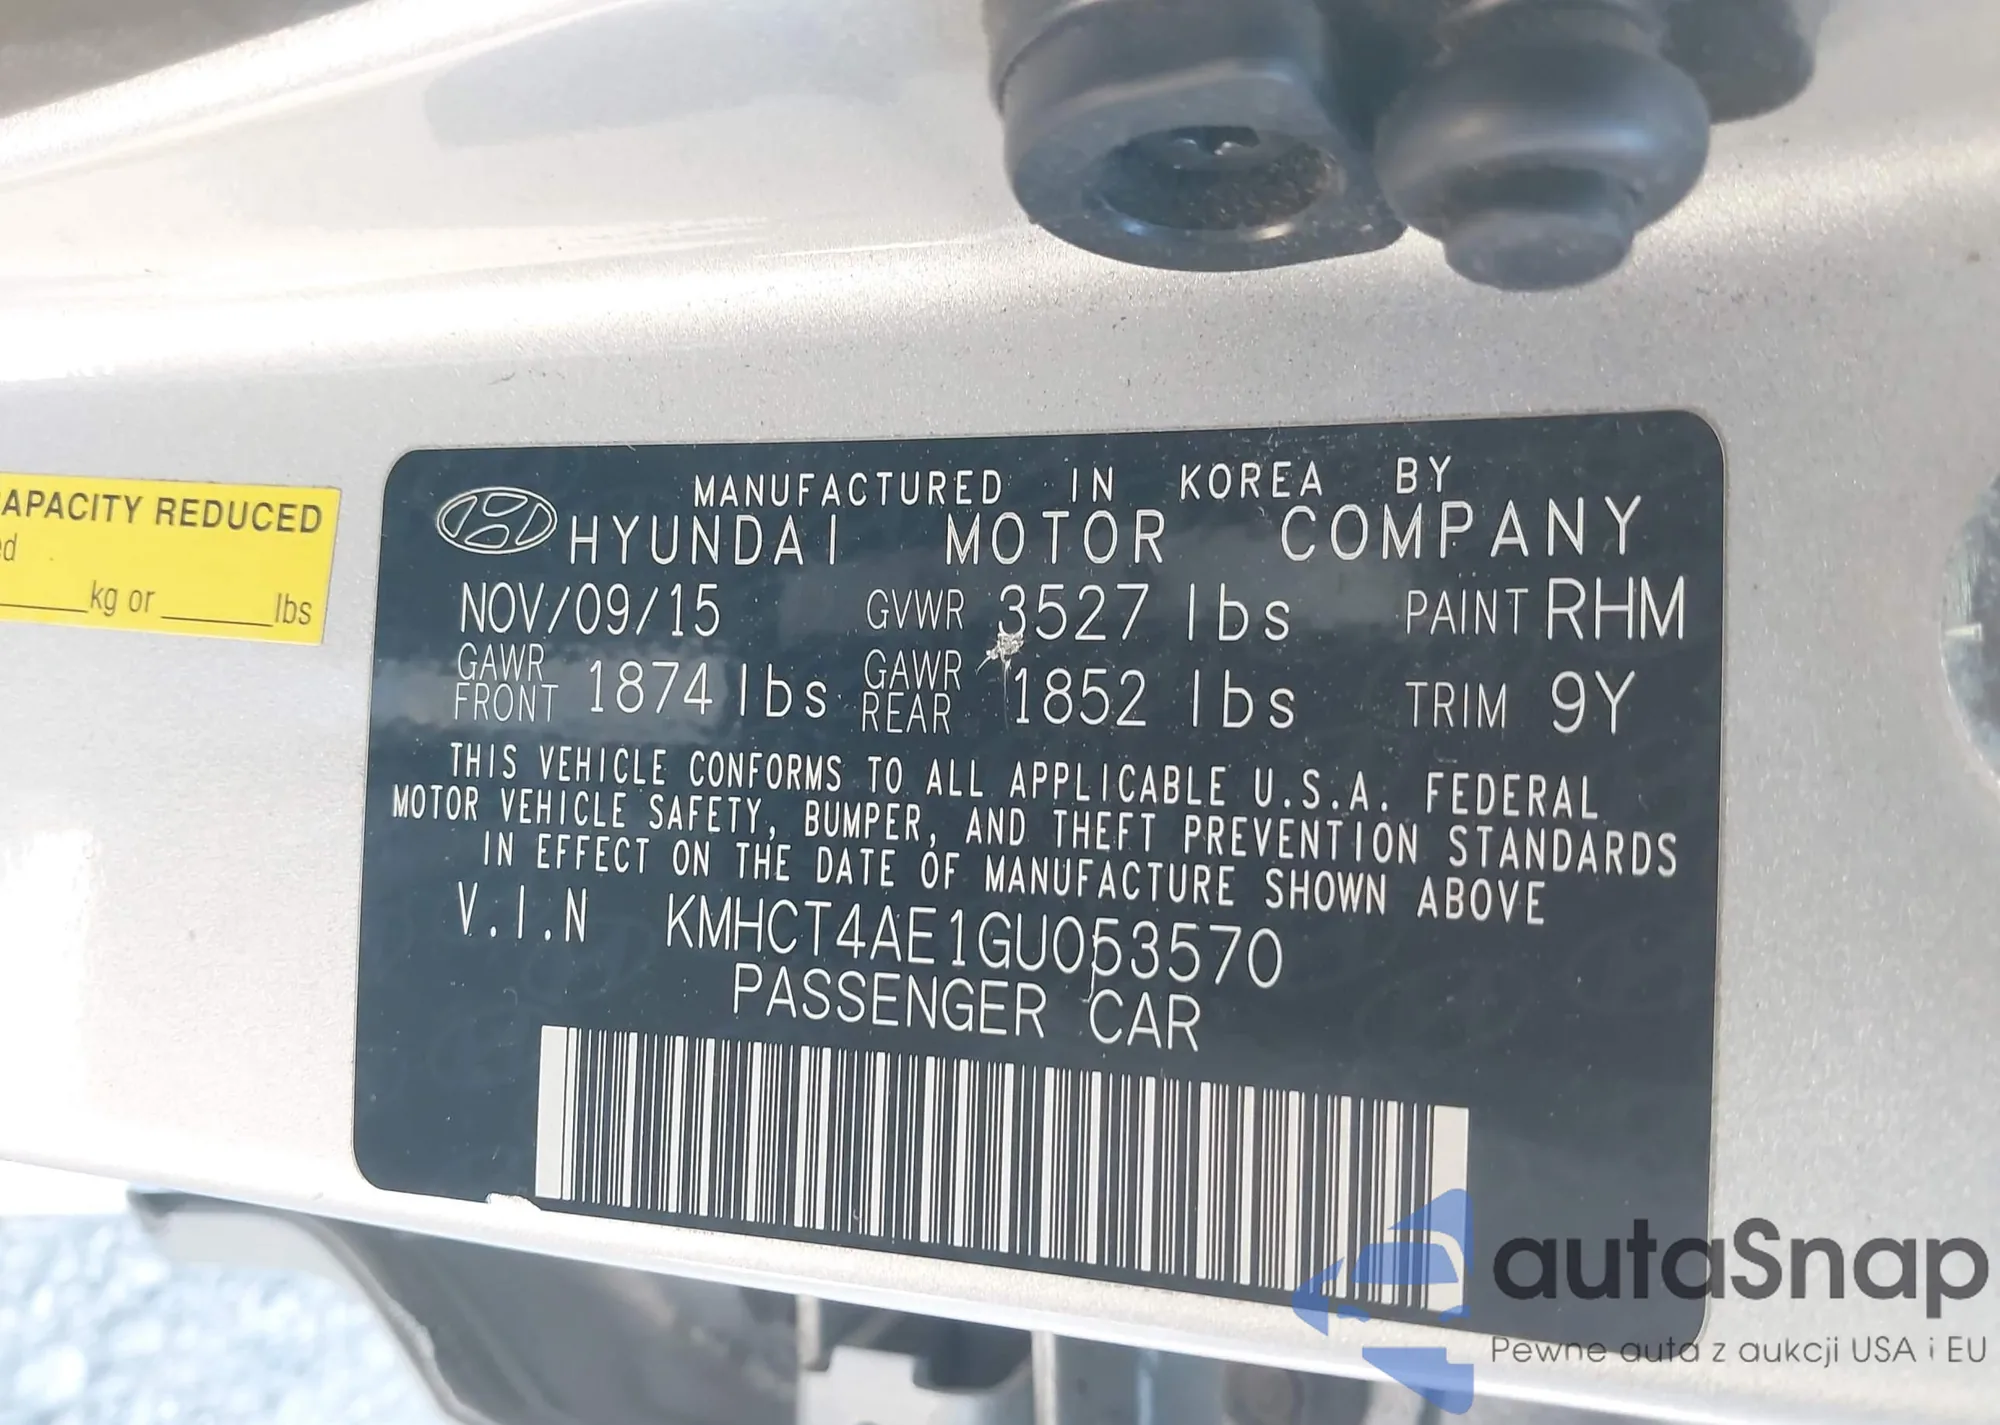 APACITY REDUCED
ed
____kg or ____lbs
MANUFACTURED IN KOREA BY
HYUNDAI MOTOR COMPANY
NOV/09/15 GVWR 3527 lbs PAINT RHM
GAWR FRONT 1874 lbs GAWR REAR 1852 lbs TRIM 9Y
THIS VEHICLE CONFORMS TO ALL APPLICABLE U.S.A. FEDERAL
MOTOR VEHICLE SAFETY, BUMPER, AND THEFT PREVENTION STANDARDS
IN EFFECT ON THE DATE OF MANUFACTURE SHOWN ABOVE
V.I.N KMHCT4AE1GU053570
PASSENGER CAR
autaSnap
Pewne auta z aukcji USA i EU